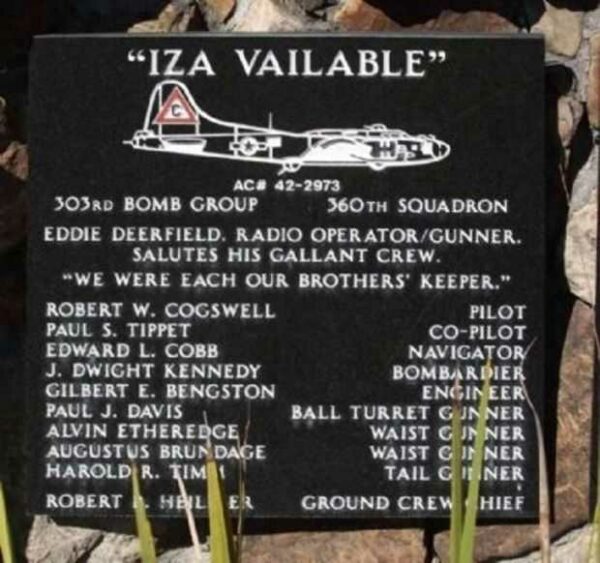 "IZA VAILABLE"
C
H
AC# 42-2973
303RD BOMB GROUP 360TH SQUADRON
EDDIE DEERFIELD. RADIO OPERATOR/GUNNER.
SALUTES HIS GALLANT CREW.
"WE WERE EACH OUR BROTHERS' KEEPER."
ROBERT W. COGSWELL PILOT
PAUL S. TIPPET CO-PILOT
EDWARD L. COBB NAVIGATOR
J. DWIGHT KENNEDY BOMBARDIER
GILBERT E. BENGSTON ENGINEER
PAUL J. DAVIS BALL TURRET GUNNER
ALVIN ETHEREDGE WAIST GUNNER
AUGUSTUS BRUNDAGE WAIST GUNNER
HAROLD R. TAIL GUNNER
ROBERT GROUND CREW CHIEF